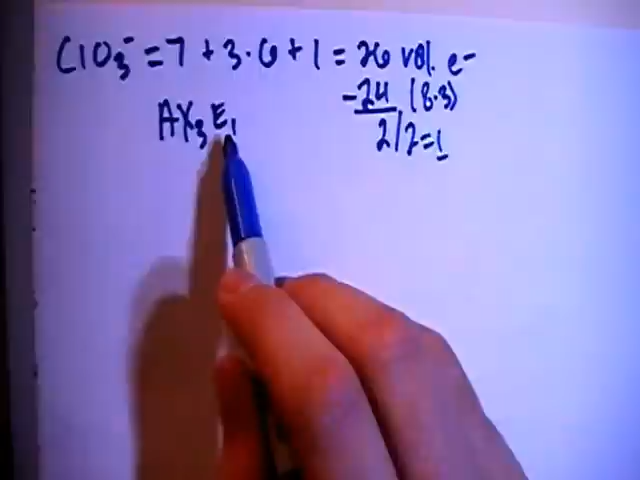 ClO₃⁻ = 7 + 3·6 + 1 = 26 val. e⁻
-24 (8·3)
AX₃E₁
2/2=1